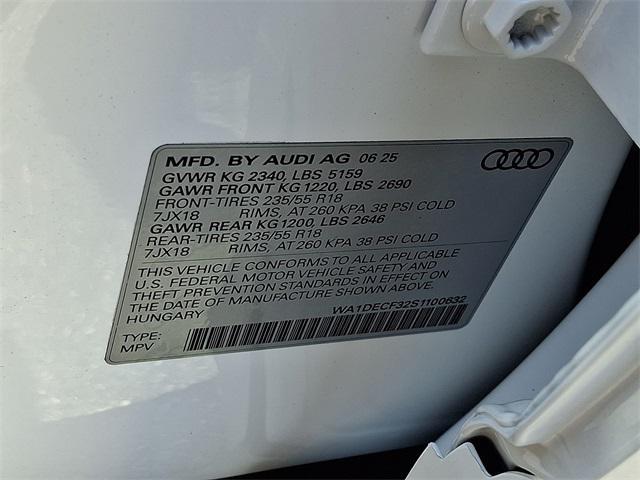 MFD. BY AUDI AG 06 25
GVWR KG 2340, LBS 5159
GAWR FRONT KG 1220, LBS 2690
FRONT-TIRES 235/55 R18
7JX18 RIMS, AT 260 KPA 38 PSI COLD
GAWR REAR KG 1200, LBS 2646
REAR-TIRES 235/55 R18
7JX18 RIMS, AT 260 KPA 38 PSI COLD
THIS VEHICLE CONFORMS TO ALL APPLICABLE
U.S. FEDERAL MOTOR VEHICLE SAFETY AND
THEFT PREVENTION STANDARDS IN EFFECT ON
THE DATE OF MANUFACTURE SHOWN ABOVE.
HUNGARY WA1DECF32S1100632
TYPE:
MPV